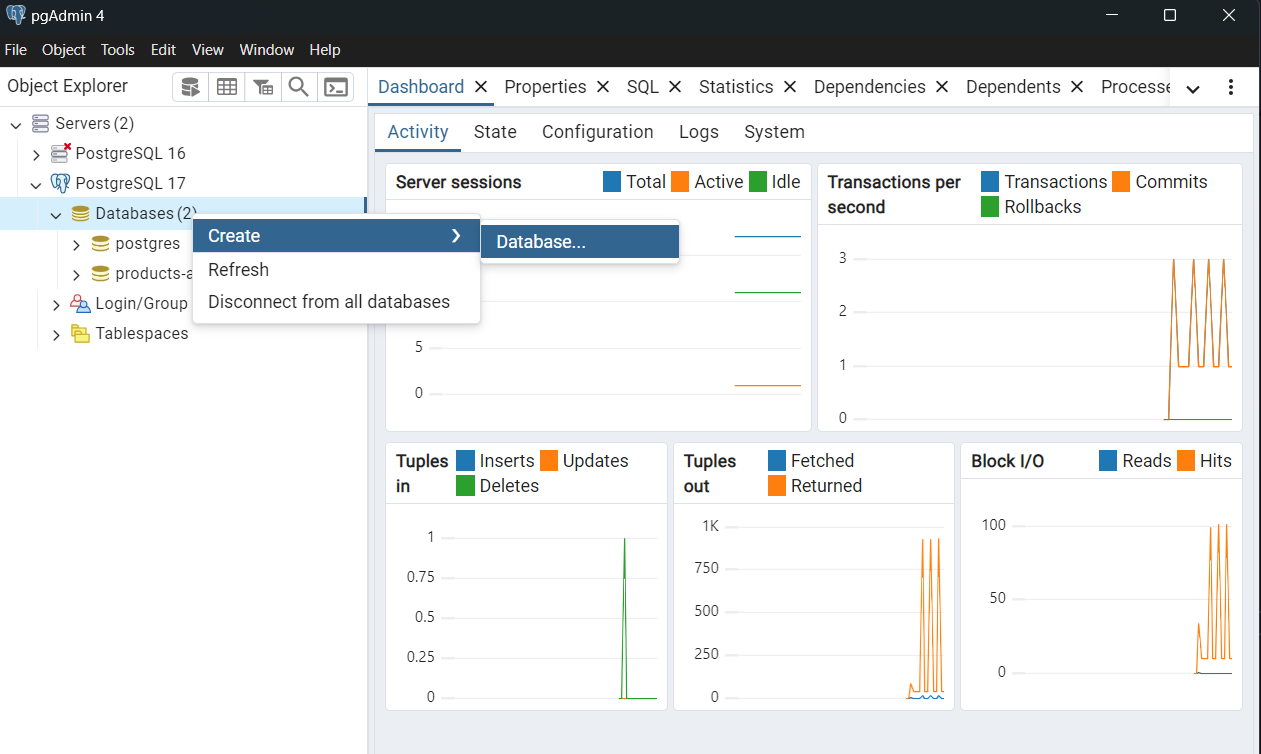 pgAdmin 4
File Object Tools Edit View Window Help
Object Explorer
Dashboard Properties SQL Statistics Dependencies Dependents Processe
Servers (2)
PostgreSQL 16
PostgreSQL 17
Databases (2)
postgres
products-a
Login/Group
Tablespaces
Create
Refresh
Disconnect from all databases
Database...
Activity State Configuration Logs System
Server sessions
Total Active Idle
5
0
Transactions per
second
Transactions Commits
Rollbacks
3
2
1
0
Tuples
in
Inserts Updates
Deletes
1
0.75
0.5
0.25
0
Tuples
out
Fetched
Returned
1K
750
500
250
0
Block I/O
Reads Hits
100
50
0